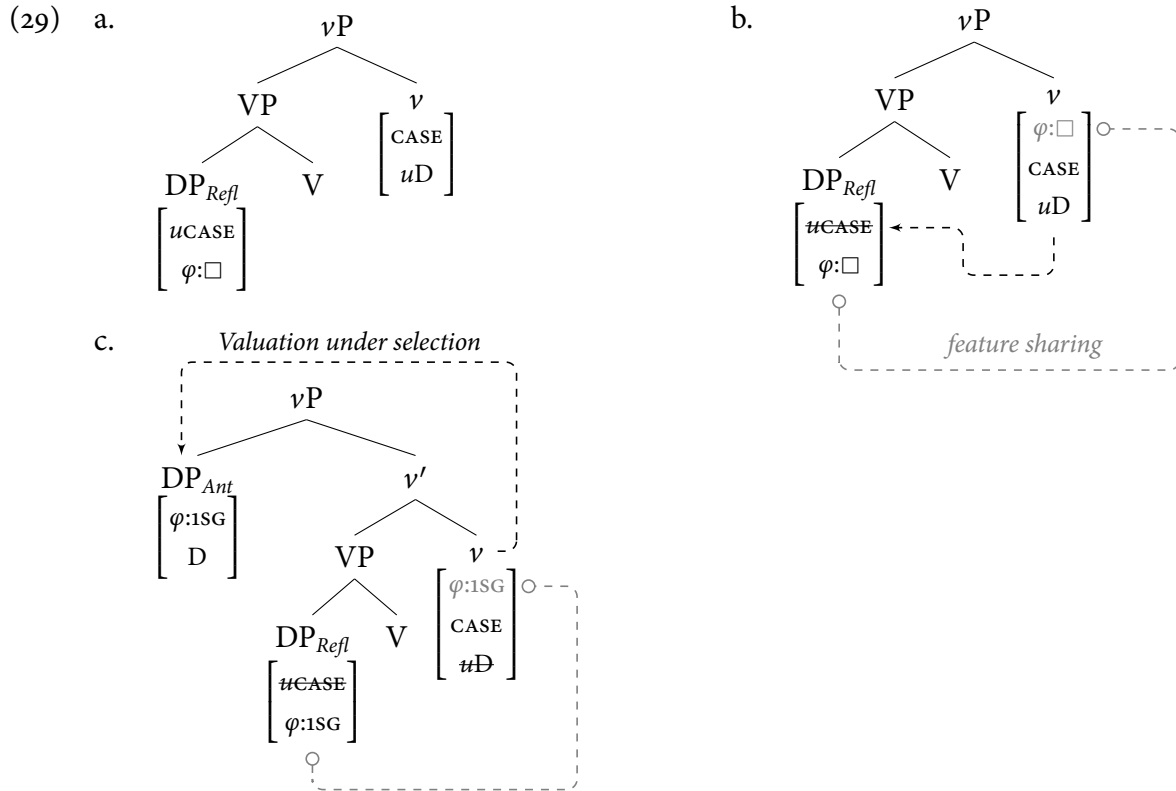 (29) a.
vP
VP v
[CASE
uD]
DP_Refl V
[uCASE
φ:□]
b.
vP
VP v
[φ:□
CASE
uD]
DP_Refl V
[uCASE
φ:□]
feature sharing
c. Valuation under selection
vP
DP_Ant v′
[φ:1SG
D]
VP v
[φ:1SG
CASE
uD]
DP_Refl V
[uCASE
φ:1SG]